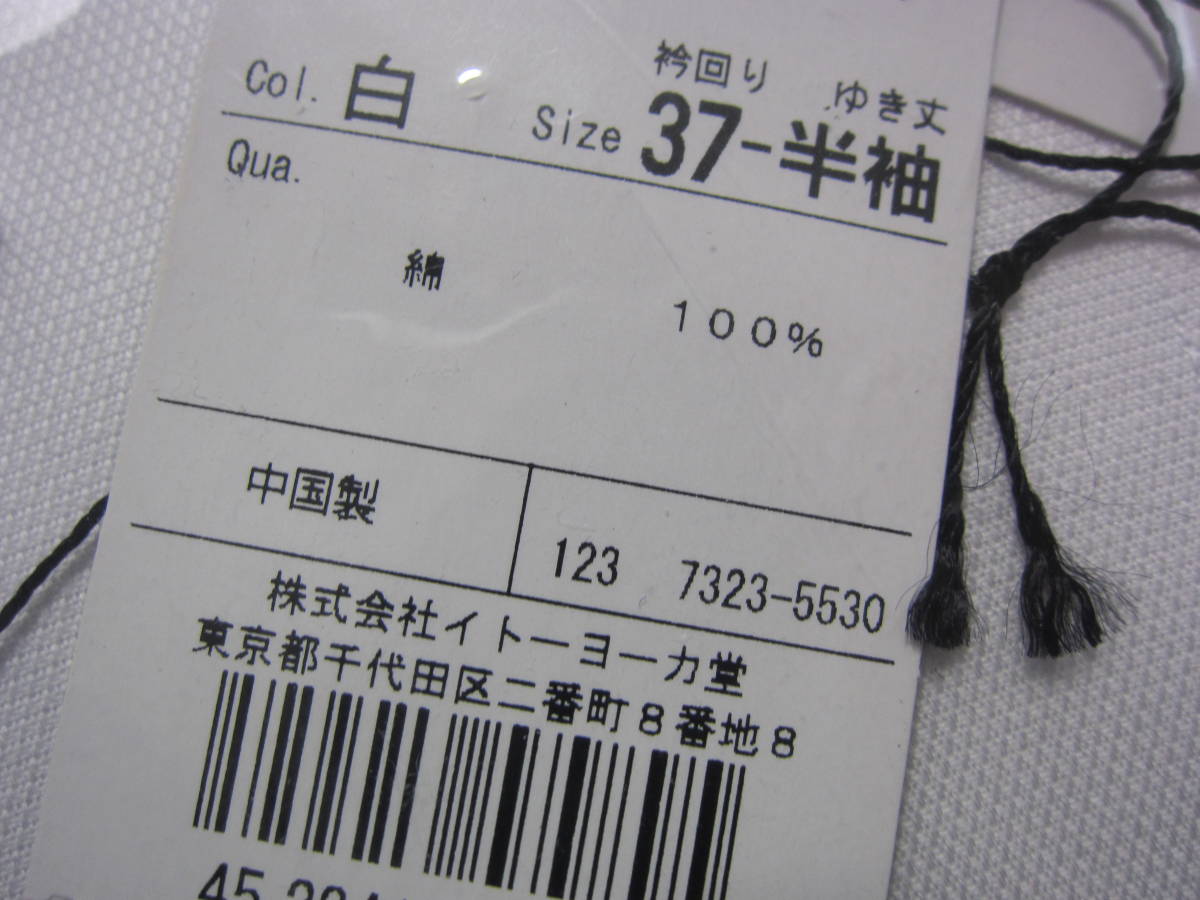 衿回り ゆき丈
Col. 白 Size 37-半袖
Qua.
綿 100%
中国製 123 7323-5530
株式会社イトーヨーカ堂
東京都千代田区二番町8番地8
45